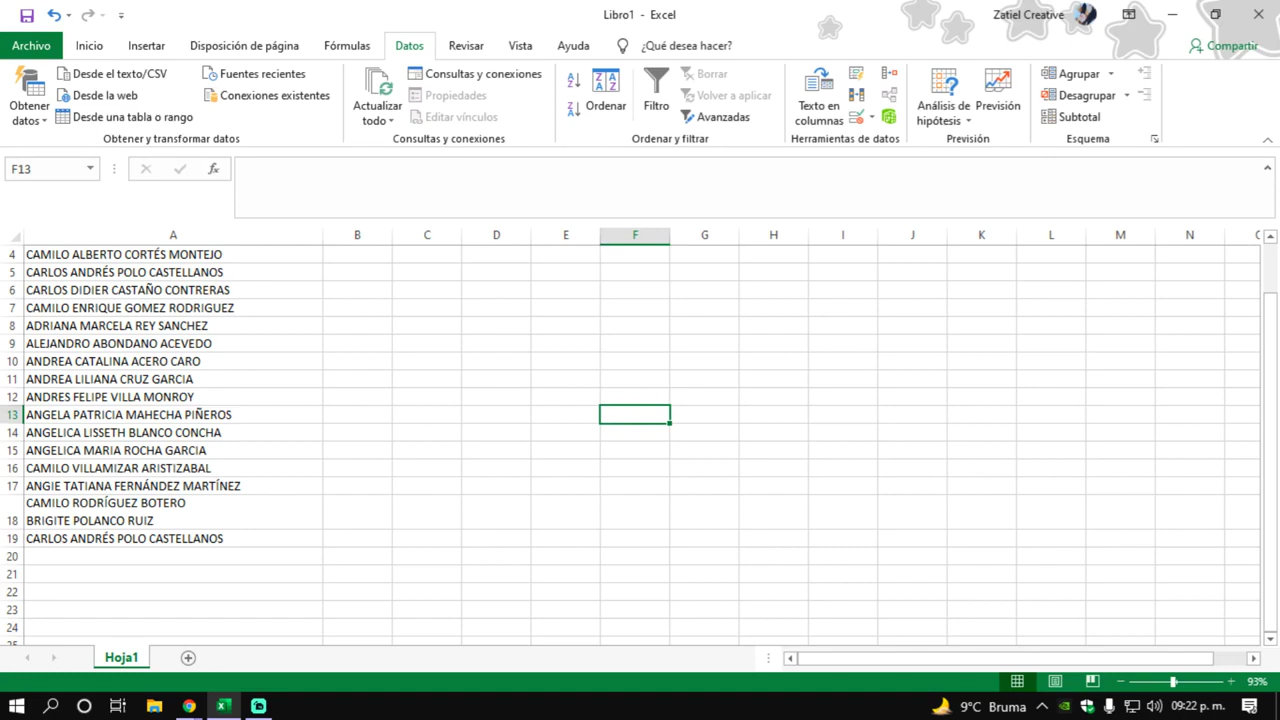 Libro1 - Excel
Zatiel Creative
Archivo Inicio Insertar Disposición de página Fórmulas Datos Revisar Vista Ayuda ¿Qué desea hacer? Compartir
Obtener datos
Desde el texto/CSV
Desde la web
Desde una tabla o rango
Fuentes recientes
Conexiones existentes
Obtener y transformar datos
Actualizar todo
Consultas y conexiones
Propiedades
Editar vínculos
Consultas y conexiones
Ordenar
Filtro
Borrar
Volver a aplicar
Avanzadas
Ordenar y filtrar
Texto en columnas
Herramientas de datos
Análisis de hipótesis
Previsión
Previsión
Agrupar
Desagrupar
Subtotal
Esquema
F13
fx
A B C D E F G H I J K L M N
4 CAMILO ALBERTO CORTÉS MONTEJO
5 CARLOS ANDRÉS POLO CASTELLANOS
6 CARLOS DIDIER CASTAÑO CONTRERAS
7 CAMILO ENRIQUE GOMEZ RODRIGUEZ
8 ADRIANA MARCELA REY SANCHEZ
9 ALEJANDRO ABONDANO ACEVEDO
10 ANDREA CATALINA ACERO CARO
11 ANDREA LILIANA CRUZ GARCIA
12 ANDRES FELIPE VILLA MONROY
13 ANGELA PATRICIA MAHECHA PIÑEROS
14 ANGELICA LISSETH BLANCO CONCHA
15 ANGELICA MARIA ROCHA GARCIA
16 CAMILO VILLAMIZAR ARISTIZABAL
17 ANGIE TATIANA FERNÁNDEZ MARTÍNEZ
CAMILO RODRÍGUEZ BOTERO
18 BRIGITE POLANCO RUIZ
19 CARLOS ANDRÉS POLO CASTELLANOS
20
21
22
23
24
Hoja1
93%
9°C Bruma 09:22 p. m.